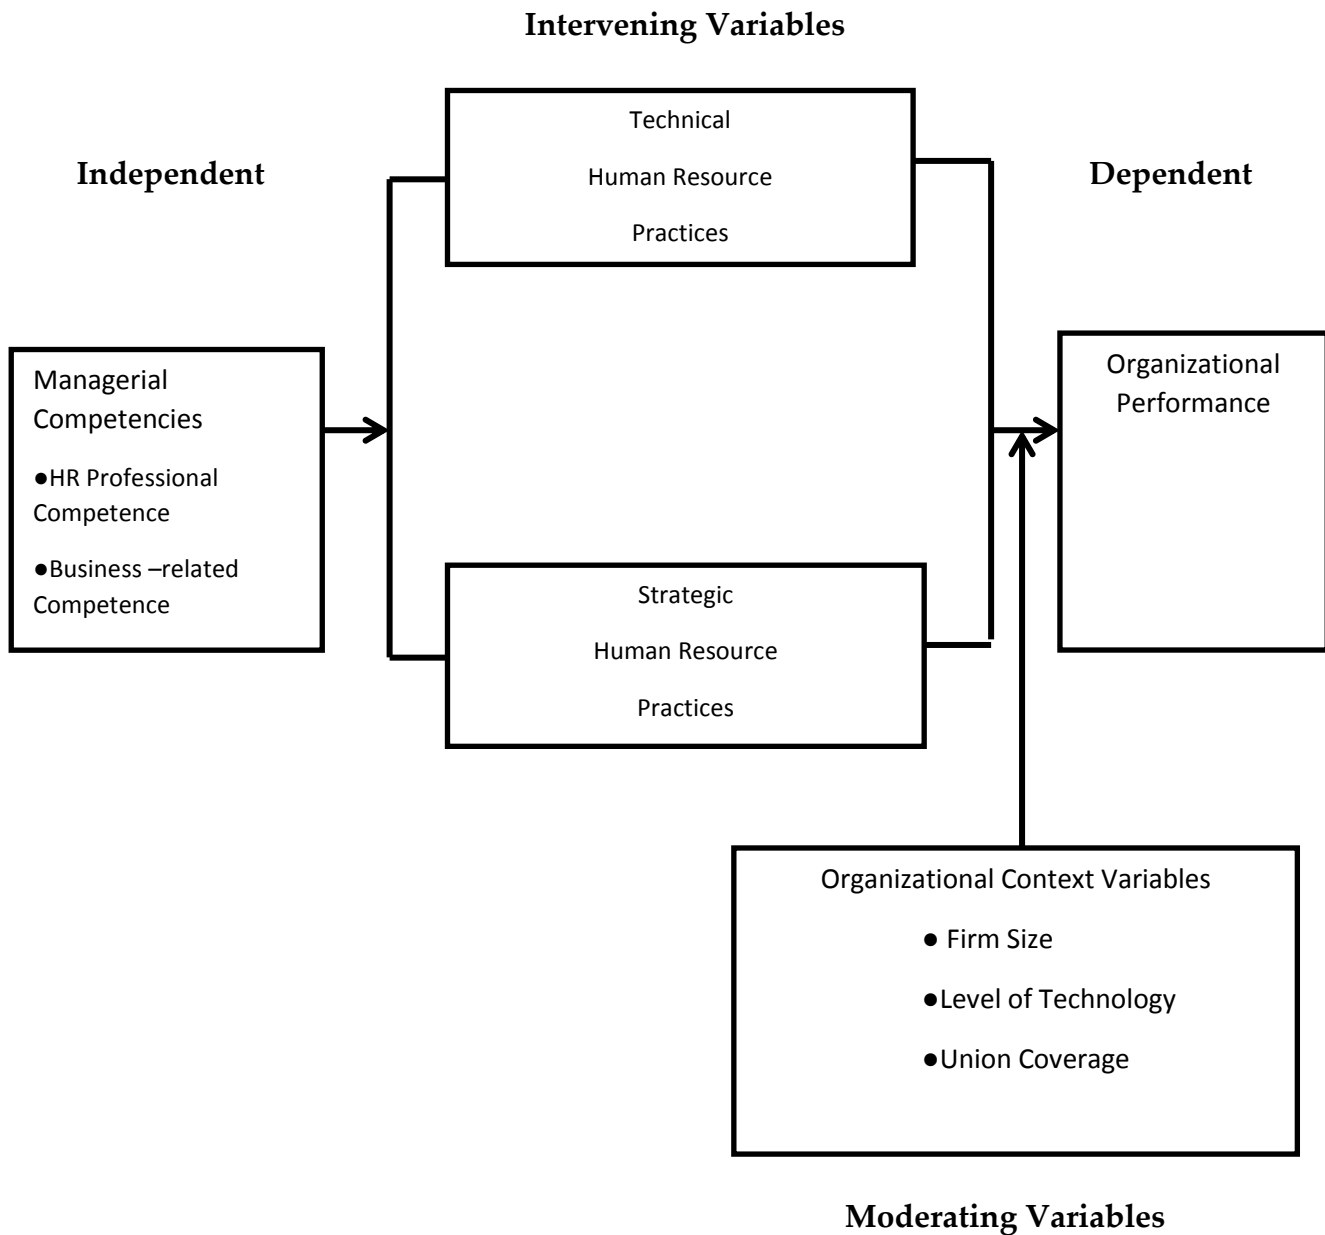 Intervening Variables
Technical
Human Resource
Practices
Independent
Dependent
Managerial
Competencies
●HR Professional
Competence
●Business –related
Competence
Organizational
Performance
Strategic
Human Resource
Practices
Organizational Context Variables
● Firm Size
●Level of Technology
●Union Coverage
Moderating Variables